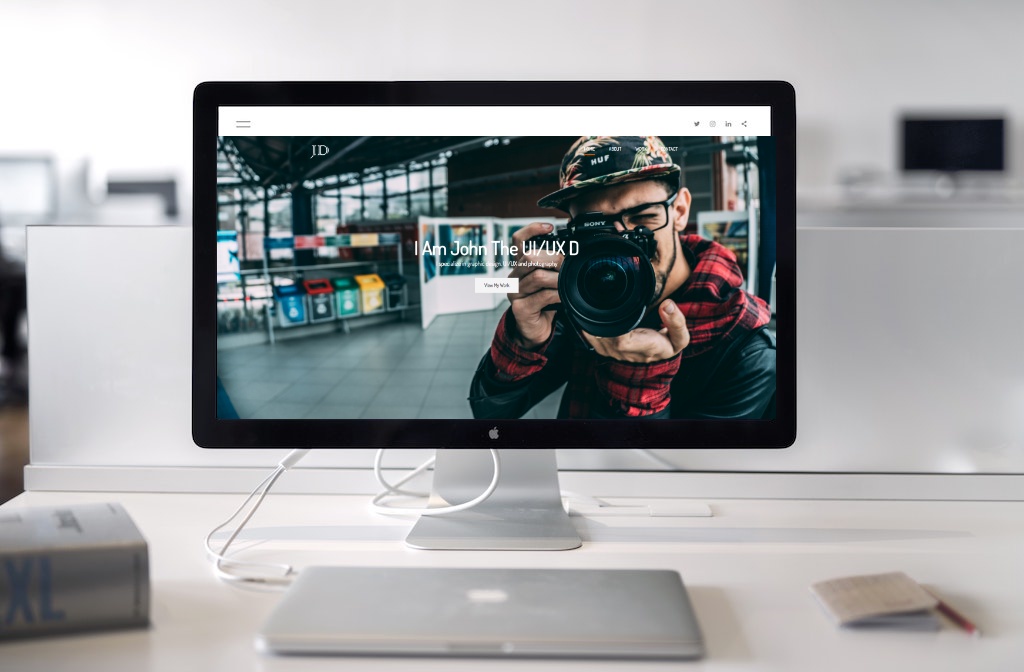 JD
HOME ABOUT WORK CONTACT
HUF
SONY
I Am John The UI/UX D
I specialize in graphic design, UI/UX and photography
View My Work
XL